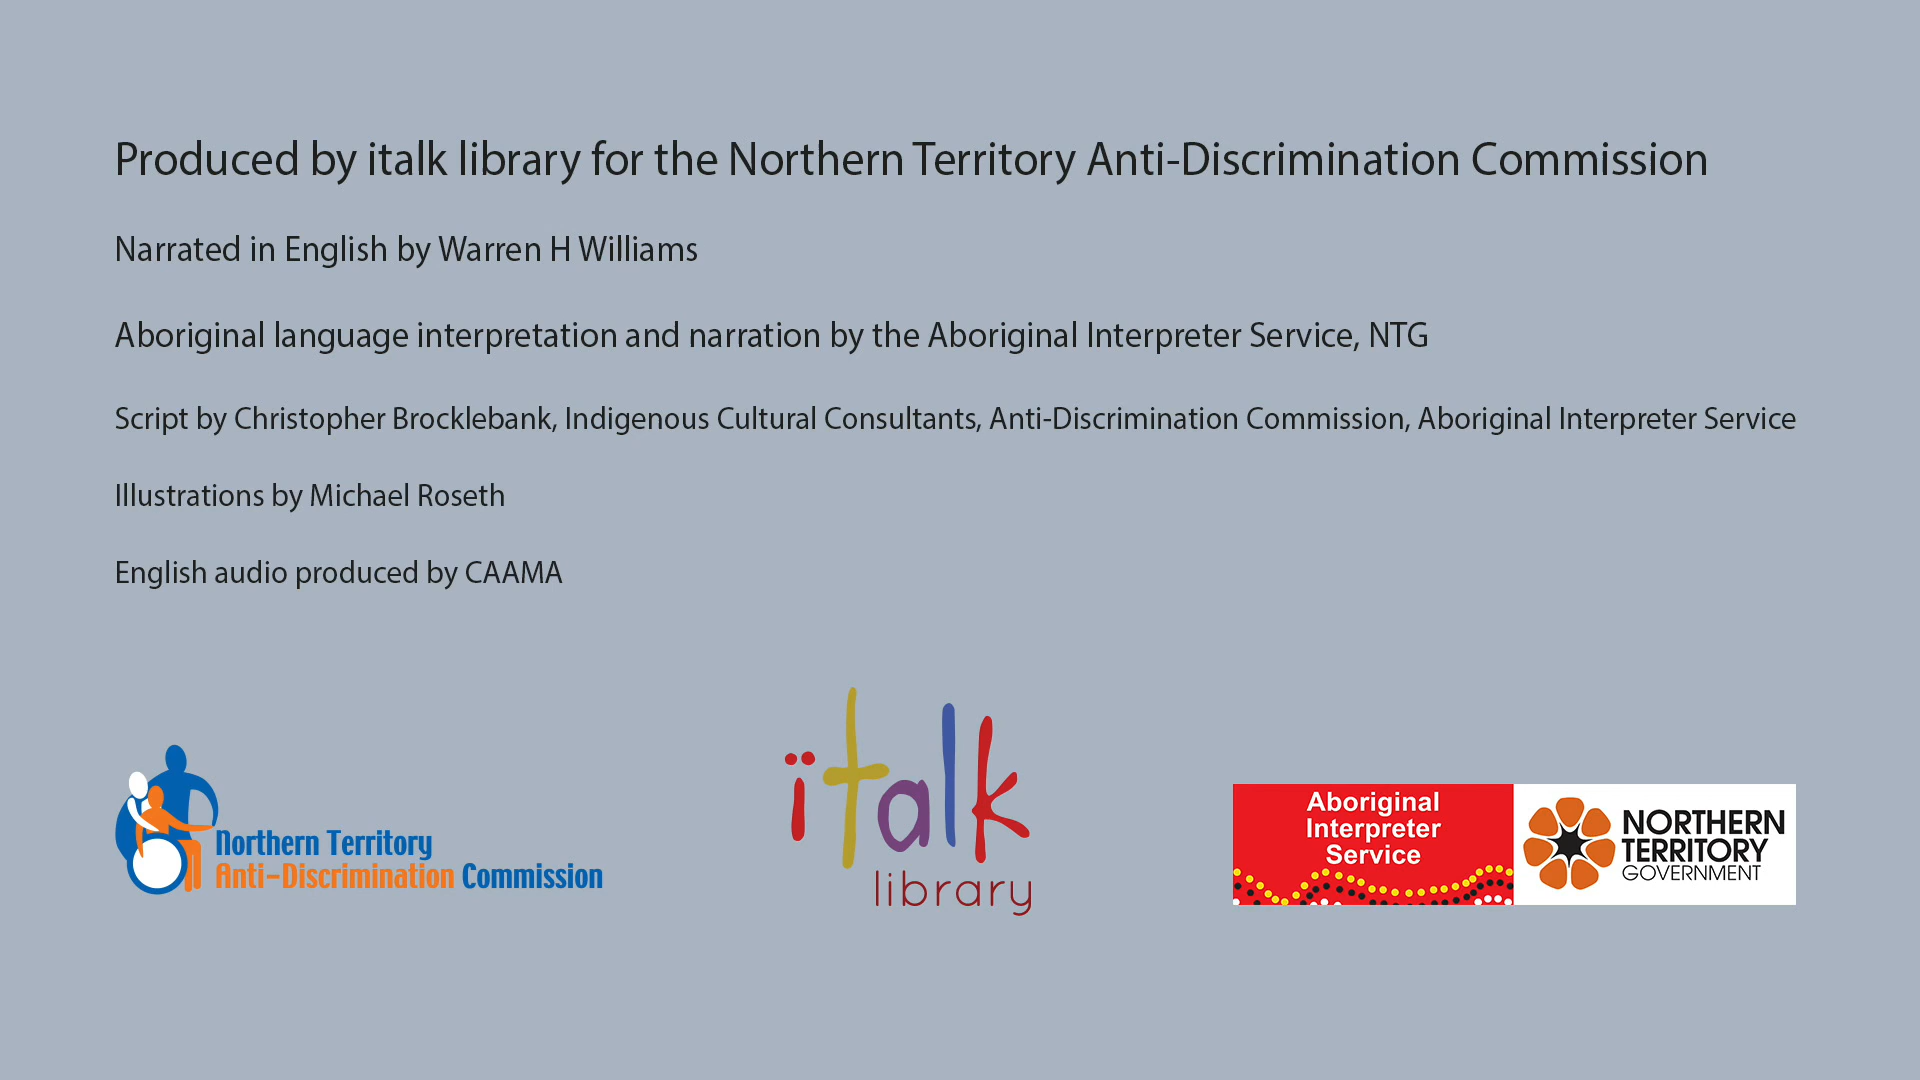 Produced by italk library for the Northern Territory Anti-Discrimination Commission
Narrated in English by Warren H Williams
Aboriginal language interpretation and narration by the Aboriginal Interpreter Service, NTG
Script by Christopher Brocklebank, Indigenous Cultural Consultants, Anti-Discrimination Commission, Aboriginal Interpreter Service
Illustrations by Michael Roseth
English audio produced by CAAMA
Northern Territory
Anti-Discrimination Commission
ïtalk
library
Aboriginal
Interpreter
Service
NORTHERN
TERRITORY
GOVERNMENT